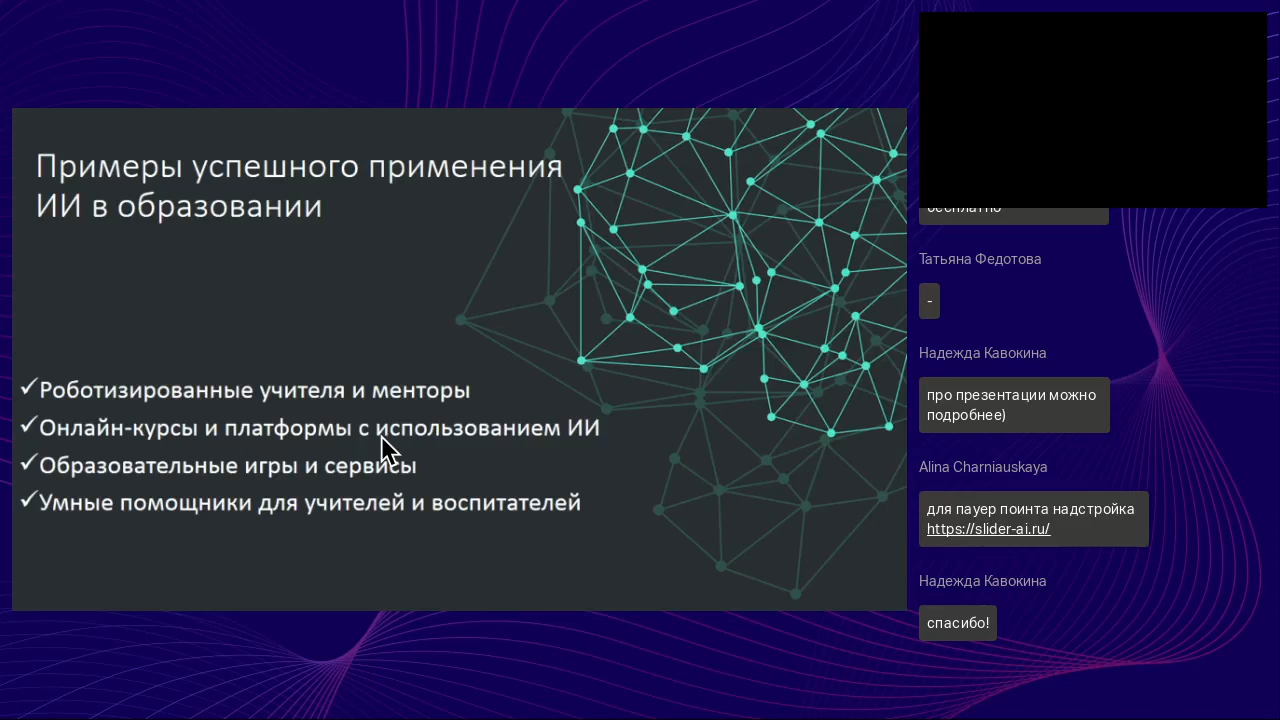 Примеры успешного применения
ИИ в образовании
✓Роботизированные учителя и менторы
✓Онлайн-курсы и платформы с использованием ИИ
✓Образовательные игры и сервисы
✓Умные помощники для учителей и воспитателей
бесплатно
Татьяна Федотова
-
Надежда Кавокина
про презентации можно
подробнее)
Alina Charniauskaya
для пауер поинта надстройка
https://slider-ai.ru/
Надежда Кавокина
спасибо!